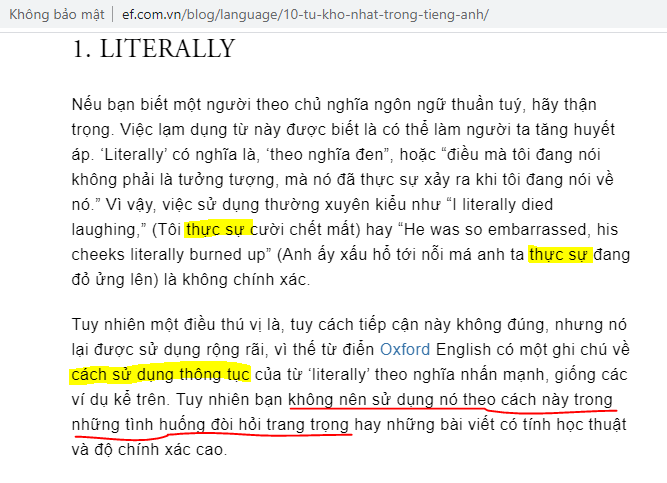 Không bảo mật | ef.com.vn/blog/language/10-tu-kho-nhat-trong-tieng-anh/
1. LITERALLY
Nếu bạn biết một người theo chủ nghĩa ngôn ngữ thuần tuý, hãy thận
trọng. Việc lạm dụng từ này được biết là có thể làm người ta tăng huyết
áp. ‘Literally’ có nghĩa là, ‘theo nghĩa đen”, hoặc “điều mà tôi đang nói
không phải là tưởng tượng, mà nó đã thực sự xảy ra khi tôi đang nói về
nó.” Vì vậy, việc sử dụng thường xuyên kiểu như “I literally died
laughing,” (Tôi thực sự cười chết mất) hay “He was so embarrassed, his
cheeks literally burned up” (Anh ấy xấu hổ tới nỗi má anh ta thực sự đang
đỏ ửng lên) là không chính xác.
Tuy nhiên một điều thú vị là, tuy cách tiếp cận này không đúng, nhưng nó
lại được sử dụng rộng rãi, vì thế từ điển Oxford English có một ghi chú về
cách sử dụng thông tục của từ ‘literally’ theo nghĩa nhấn mạnh, giống các
ví dụ kể trên. Tuy nhiên bạn không nên sử dụng nó theo cách này trong
những tình huống đòi hỏi trang trọng hay những bài viết có tính học thuật
và độ chính xác cao.